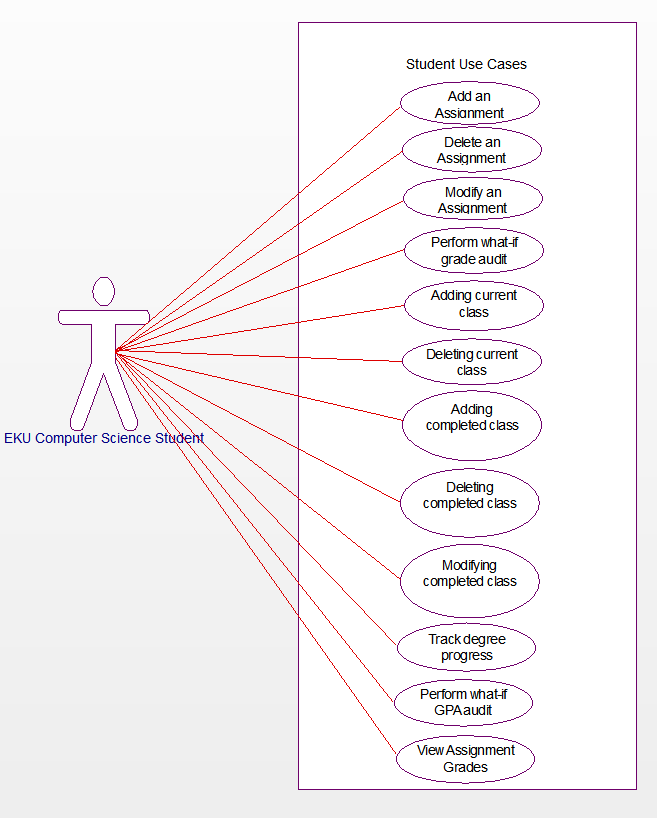 Student Use Cases
Add an
Assignment
Delete an
Assignment
Modify an
Assignment
Perform what-if
grade audit
Adding current
class
Deleting current
class
Adding
completed class
EKU Computer Science Student
Deleting
completed class
Modifying
completed class
Track degree
progress
Perform what-if
GPA audit
View Assignment
Grades